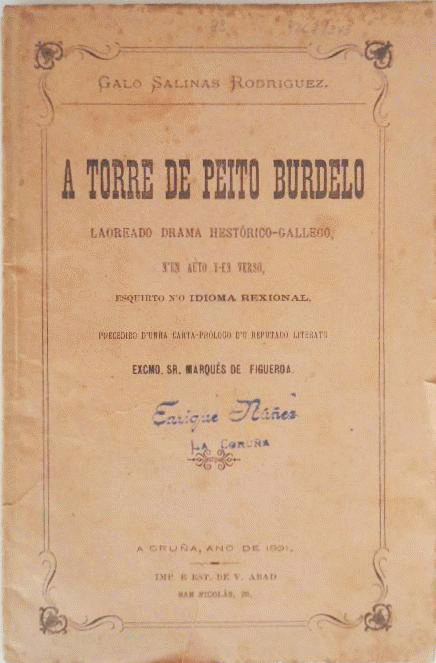 GALO SALINAS RODRIGUEZ.
A TORRE DE PEITO BURDELO
LAOREADO DRAMA HESTÓRICO-GALLEGO,
N'UN AUTO Y-EN VERSO,
ESQUIRTO N'O IDIOMA REXIONAL.
PRECEDIDO D'UNHA CARTA-PRÓLOGO D'O REPUTADO LITERATO
EXCMO. SR. MARQUÉS DE FIGUEROA.
Enrique Núñez
LA CORUÑA
A CRUÑA, ANO DE 1891.
IMP. E EST. DE V. ABAD
SAN NICOLÁS, 28.